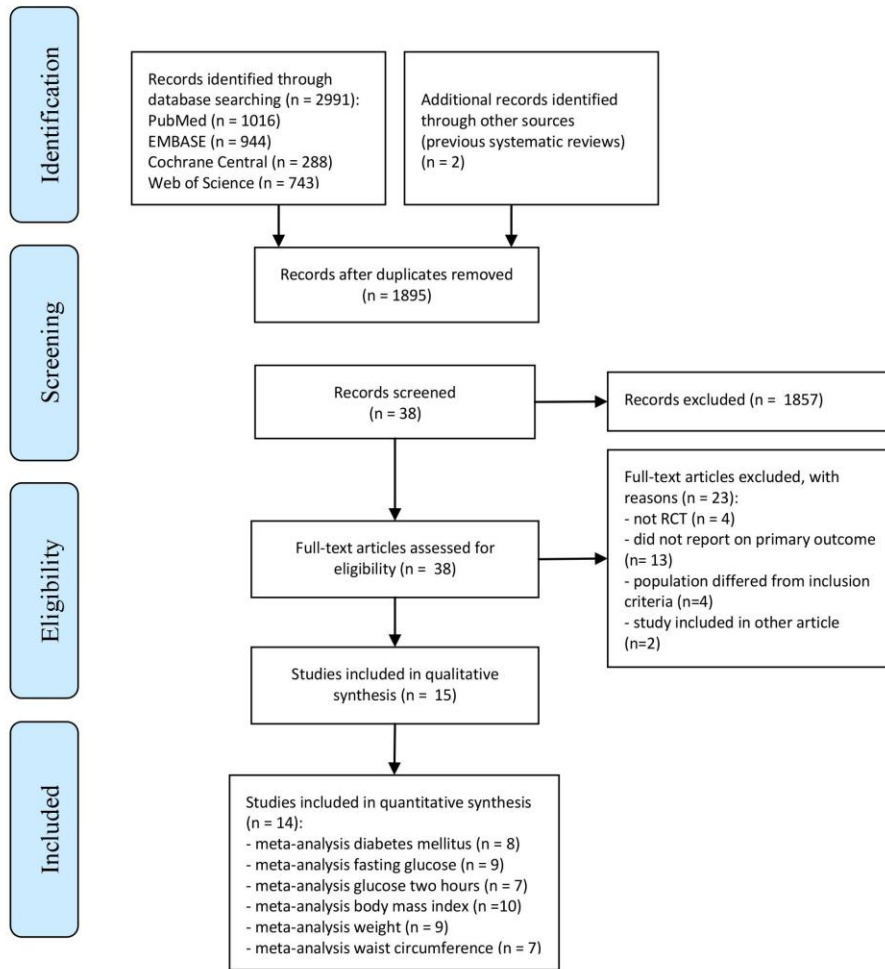 Identification
Records identified through
database searching (n = 2991):
PubMed (n = 1016)
EMBASE (n = 944)
Cochrane Central (n = 288)
Web of Science (n = 743)
Additional records identified
through other sources
(previous systematic reviews)
(n = 2)
Screening
Records after duplicates removed
(n = 1895)
Records screened
(n = 38)
Records excluded (n = 1857)
Eligibility
Full-text articles assessed for
eligibility (n = 38)
Full-text articles excluded, with
reasons (n = 23):
- not RCT (n = 4)
- did not report on primary outcome
(n= 13)
- population differed from inclusion
criteria (n=4)
- study included in other article
(n=2)
Studies included in qualitative
synthesis (n = 15)
Included
Studies included in quantitative synthesis
(n = 14):
- meta-analysis diabetes mellitus (n = 8)
- meta-analysis fasting glucose (n = 9)
- meta-analysis glucose two hours (n = 7)
- meta-analysis body mass index (n =10)
- meta-analysis weight (n = 9)
- meta-analysis waist circumference (n = 7)